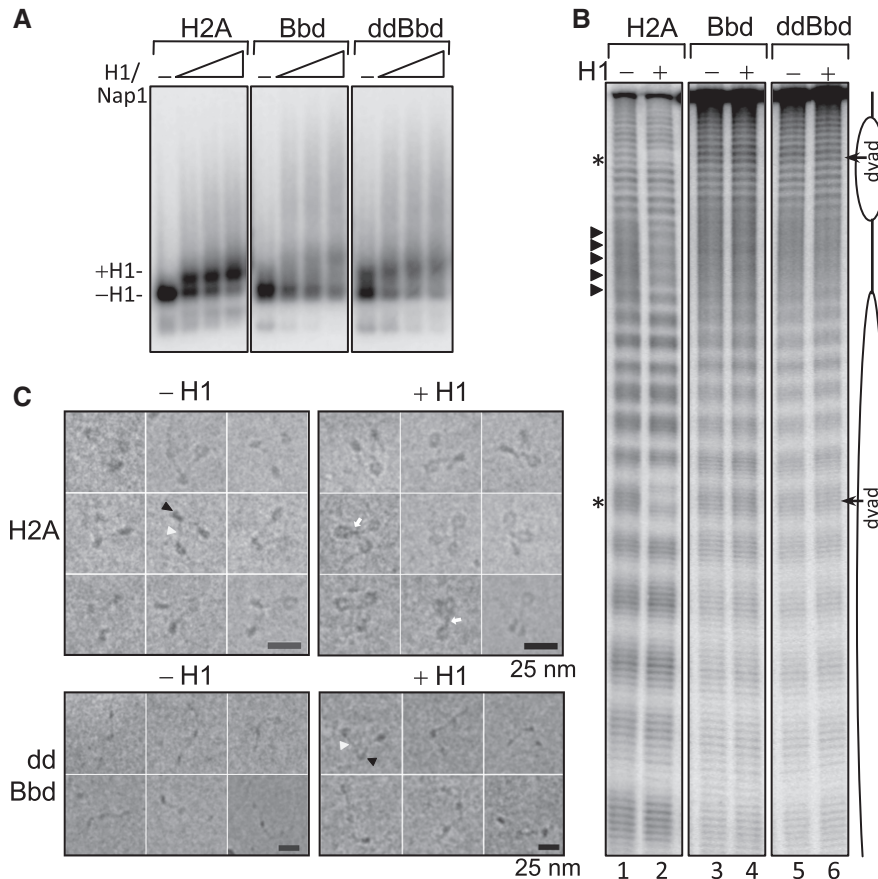 A
H2A Bbd ddBbd
H1/
Nap1
– – –
+H1-
–H1-
B
H2A Bbd ddBbd
H1 – + – + – +
*
dyad
*
dyad
1 2 3 4 5 6
C
– H1 + H1
H2A
25 nm
– H1 + H1
dd
Bbd
25 nm